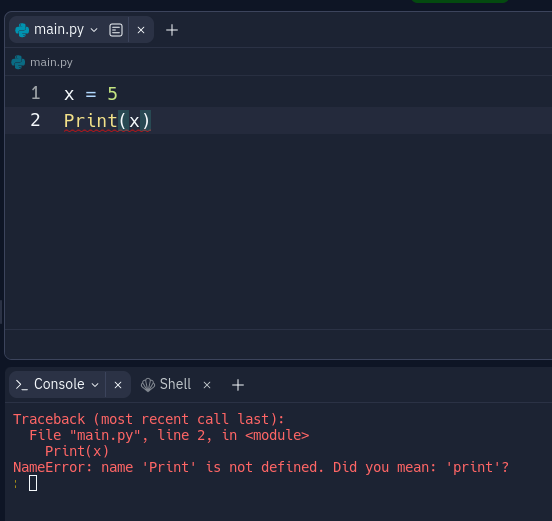 main.py
main.py
1 x = 5
2 Print(x)
Console
Shell
Traceback (most recent call last):
  File "main.py", line 2, in <module>
    Print(x)
NameError: name 'Print' is not defined. Did you mean: 'print'?
: